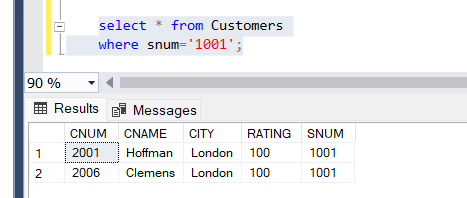 select * from Customers
where snum='1001';
90 %
Results Messages
CNUM CNAME CITY RATING SNUM
1 2001 Hoffman London 100 1001
2 2006 Clemens London 100 1001